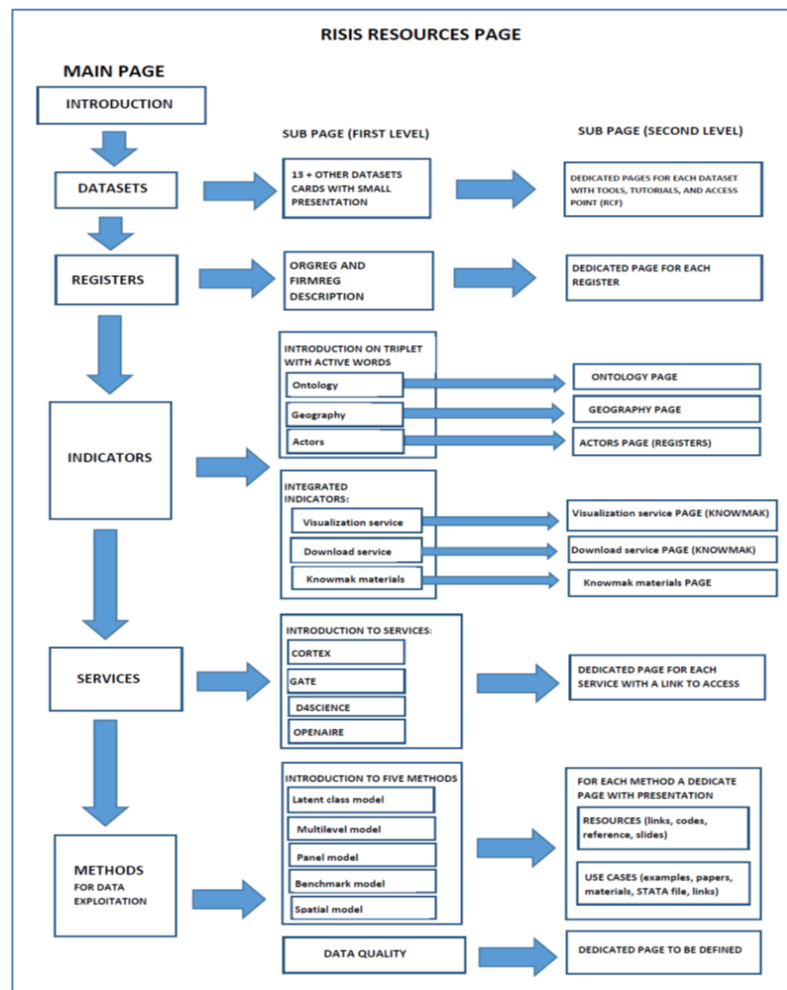 RISIS RESOURCES PAGE
MAIN PAGE
INTRODUCTION
SUB PAGE (FIRST LEVEL)
SUB PAGE (SECOND LEVEL)
DATASETS
13 + OTHER DATASETS
CARDS WITH SMALL
PRESENTATION
DEDICATED PAGES FOR EACH DATASET
WITH TOOLS, TUTORIALS, AND ACCESS
POINT (RCF)
REGISTERS
ORGREG AND
FIRMREG
DESCRIPTION
DEDICATED PAGE FOR EACH
REGISTER
INDICATORS
INTRODUCTION ON TRIPLET
WITH ACTIVE WORDS
Ontology
Geography
Actors
ONTOLOGY PAGE
GEOGRAPHY PAGE
ACTORS PAGE (REGISTERS)
INTEGRATED
INDICATORS:
Visualization service
Download service
Knowmak materials
Visualization service PAGE (KNOWMAK)
Download service PAGE (KNOWMAK)
Knowmak materials PAGE
SERVICES
INTRODUCTION TO SERVICES:
CORTEX
GATE
D4SCIENCE
OPENAIRE
DEDICATED PAGE FOR EACH
SERVICE WITH A LINK TO ACCESS
METHODS
FOR DATA
EXPLOITATION
INTRODUCTION TO FIVE METHODS
Latent class model
Multilevel model
Panel model
Benchmark model
Spatial model
FOR EACH METHOD A DEDICATE
PAGE WITH PRESENTATION
RESOURCES (links, codes,
reference, slides)
USE CASES (examples, papers,
materials, STATA file, links)
DATA QUALITY
DEDICATED PAGE TO BE DEFINED